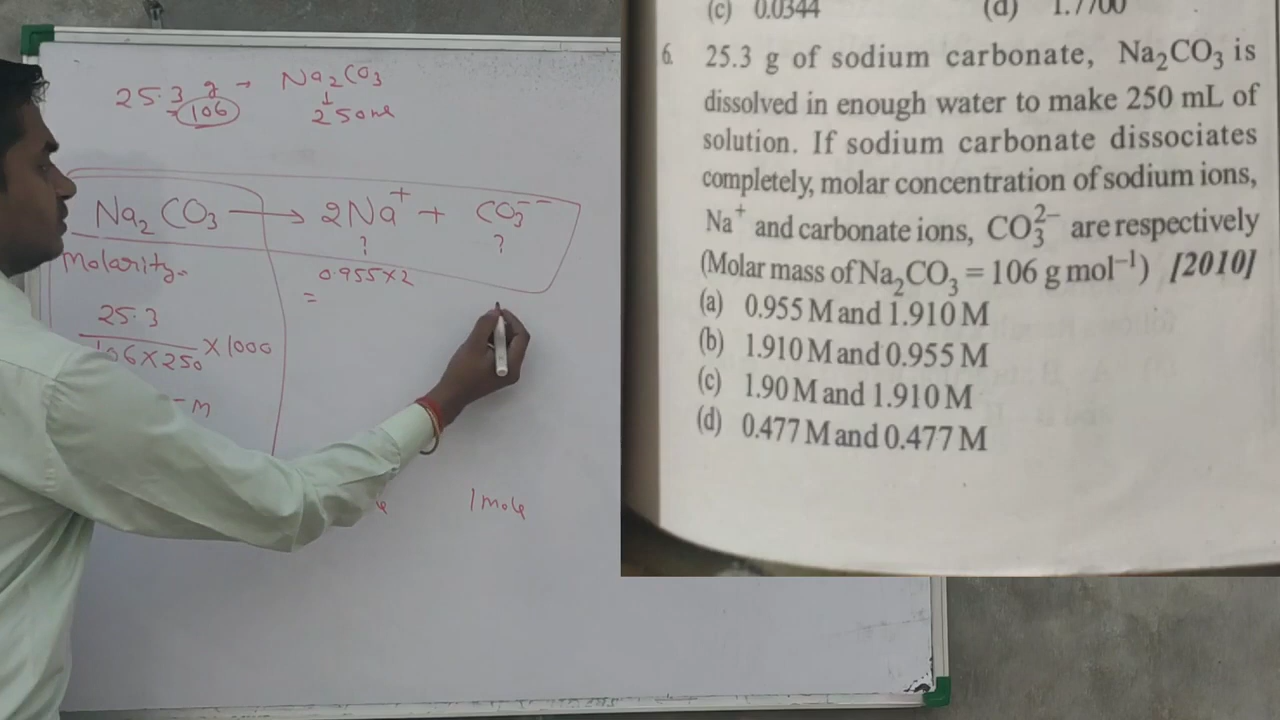 25.3 g → Na₂CO₃
106 ↓
250ml
Na₂CO₃ → 2Na⁺ + CO₃⁻⁻
? ?
Molarity
0.955×2
=
25.3
106×250 ×1000
M
1 mole
(c) 0.0344 (d) 1.7700
6. 25.3 g of sodium carbonate, Na₂CO₃ is
dissolved in enough water to make 250 mL of
solution. If sodium carbonate dissociates
completely, molar concentration of sodium ions,
Na⁺ and carbonate ions, CO₃²⁻ are respectively
(Molar mass of Na₂CO₃ = 106 g mol⁻¹) [2010]
(a) 0.955 M and 1.910 M
(b) 1.910 M and 0.955 M
(c) 1.90 M and 1.910 M
(d) 0.477 M and 0.477 M